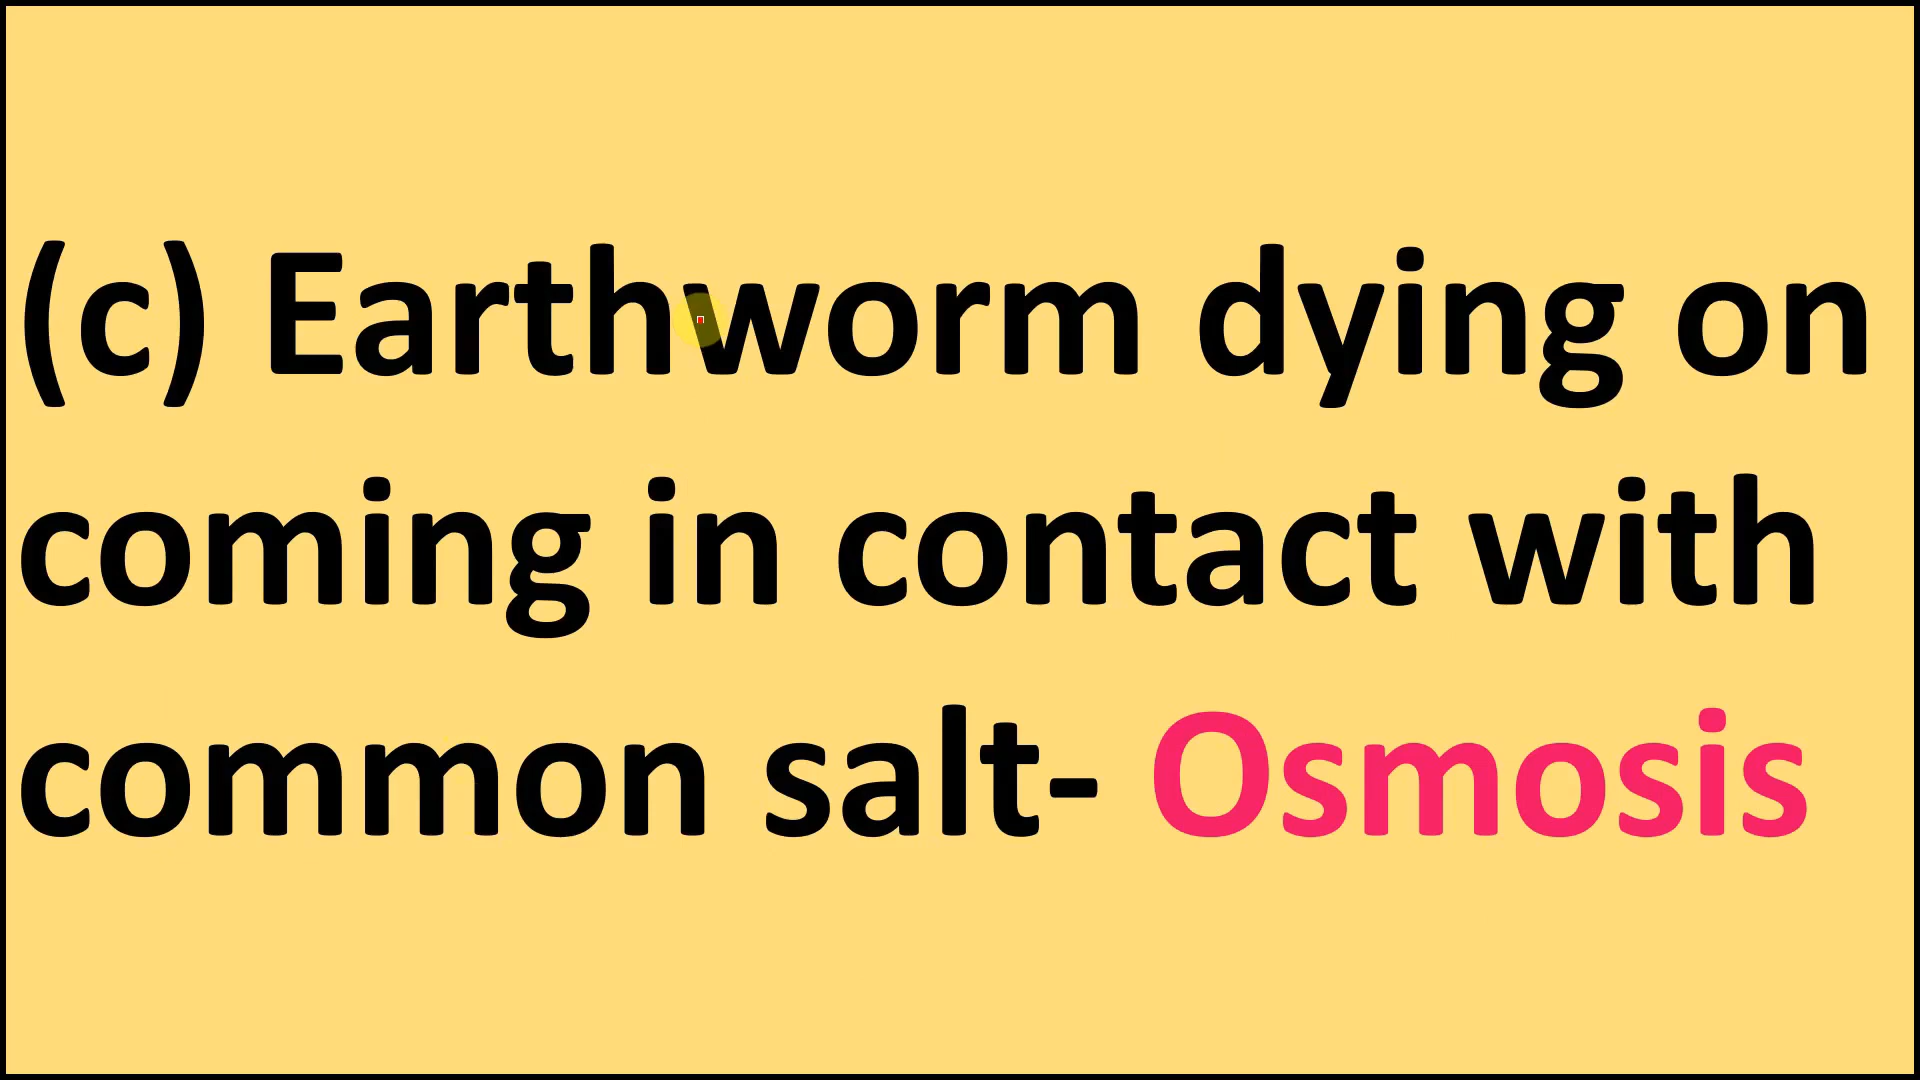 (c) Earthworm dying on
coming in contact with
common salt- Osmosis